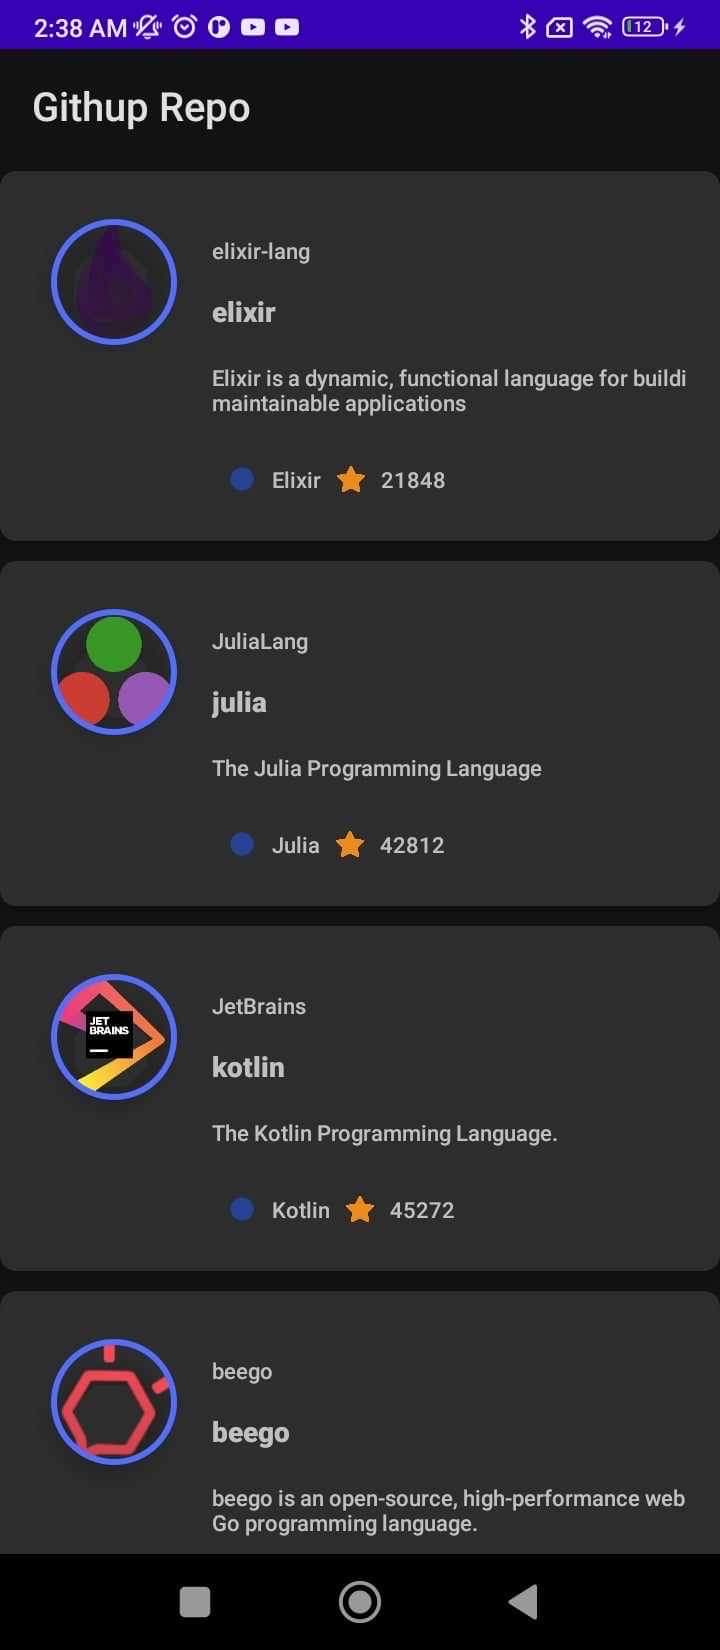 2:38 AM
12
Githup Repo
elixir-lang
elixir
Elixir is a dynamic, functional language for buildi
maintainable applications
Elixir 21848
JuliaLang
julia
The Julia Programming Language
Julia 42812
JET
BRAINS
JetBrains
kotlin
The Kotlin Programming Language.
Kotlin 45272
beego
beego
beego is an open-source, high-performance web
Go programming language.